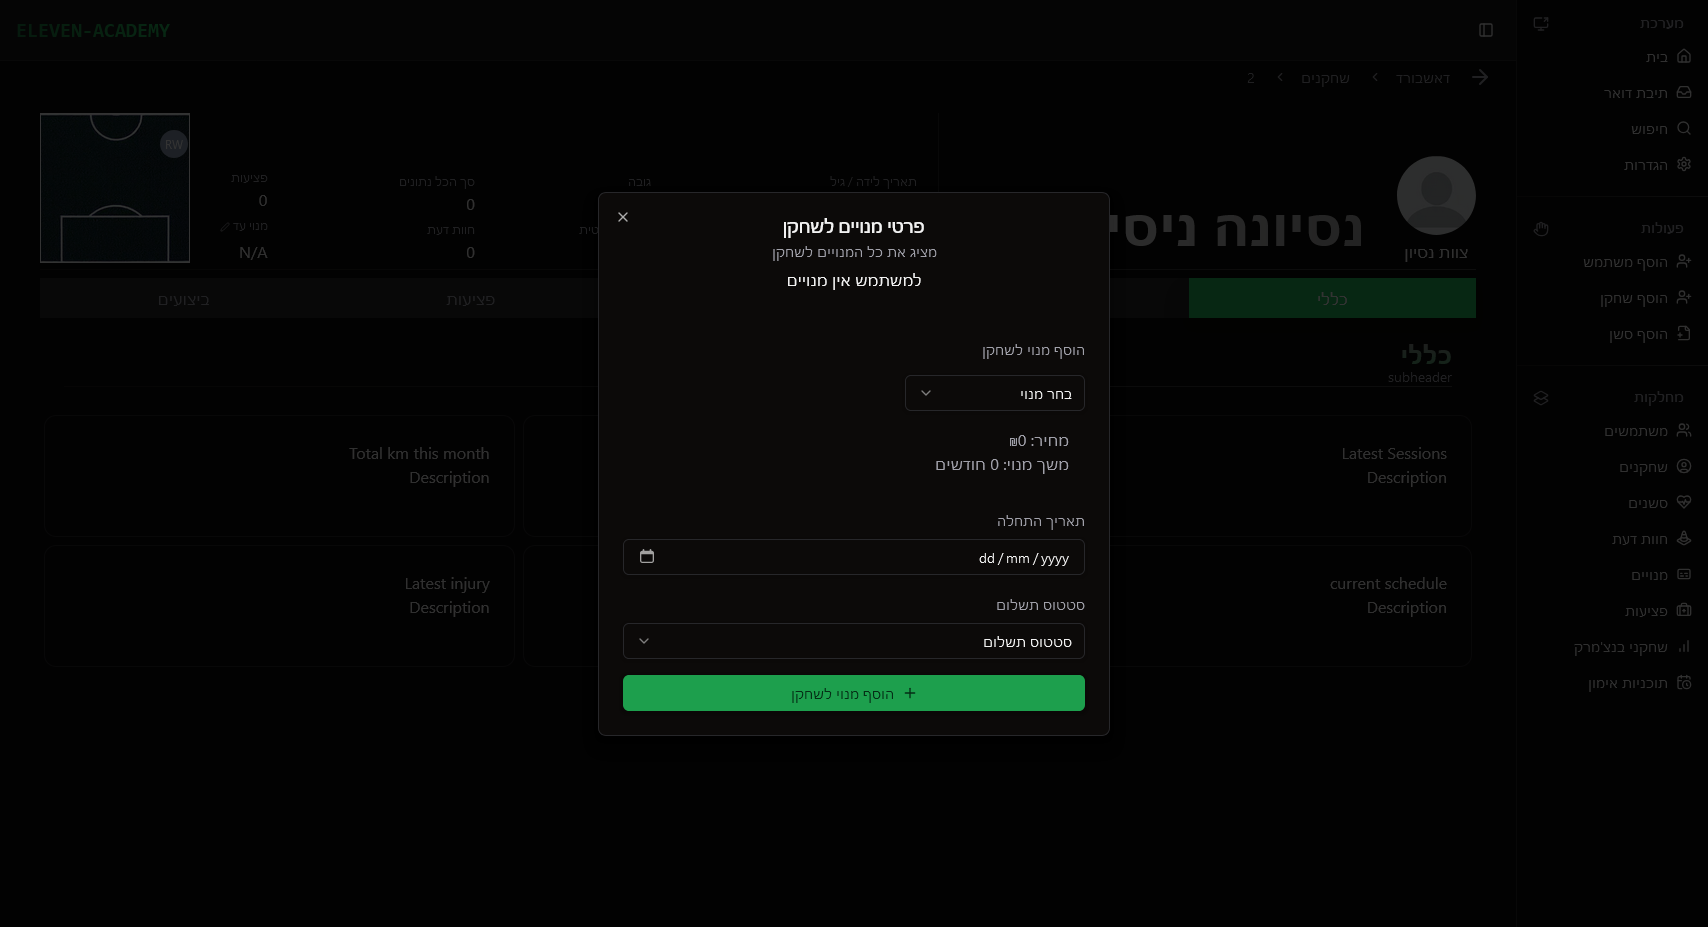 ELEVEN-ACADEMY
דאשבורד
שחקנים
2
מערכת
בית
תיבת דואר
חיפוש
הגדרות
פעולות
הוסף משתמש
הוסף שחקן
הוסף סשן
מחלקות
משתמשים
שחקנים
סשנים
חוות דעת
מנויים
פציעות
שחקני בנצ'מרק
תוכניות אימון
נסיונה ניסי
צוות נסיון
תאריך לידה / גיל
גובה
סך הכל נתונים
0
חוות דעת
0
פציעות
0
מנוי עד
N/A
RW
כללי
פציעות
ביצועים
כללי
subheader
Latest Sessions
Description
Total km this month
Description
current schedule
Description
Latest injury
Description
פרטי מנויים לשחקן
מציג את כל המנויים לשחקן
למשתמש אין מנויים
הוסף מנוי לשחקן
בחר מנוי
מחיר: 0₪
משך מנוי: 0 חודשים
תאריך התחלה
dd / mm / yyyy
סטטוס תשלום
סטטוס תשלום
הוסף מנוי לשחקן